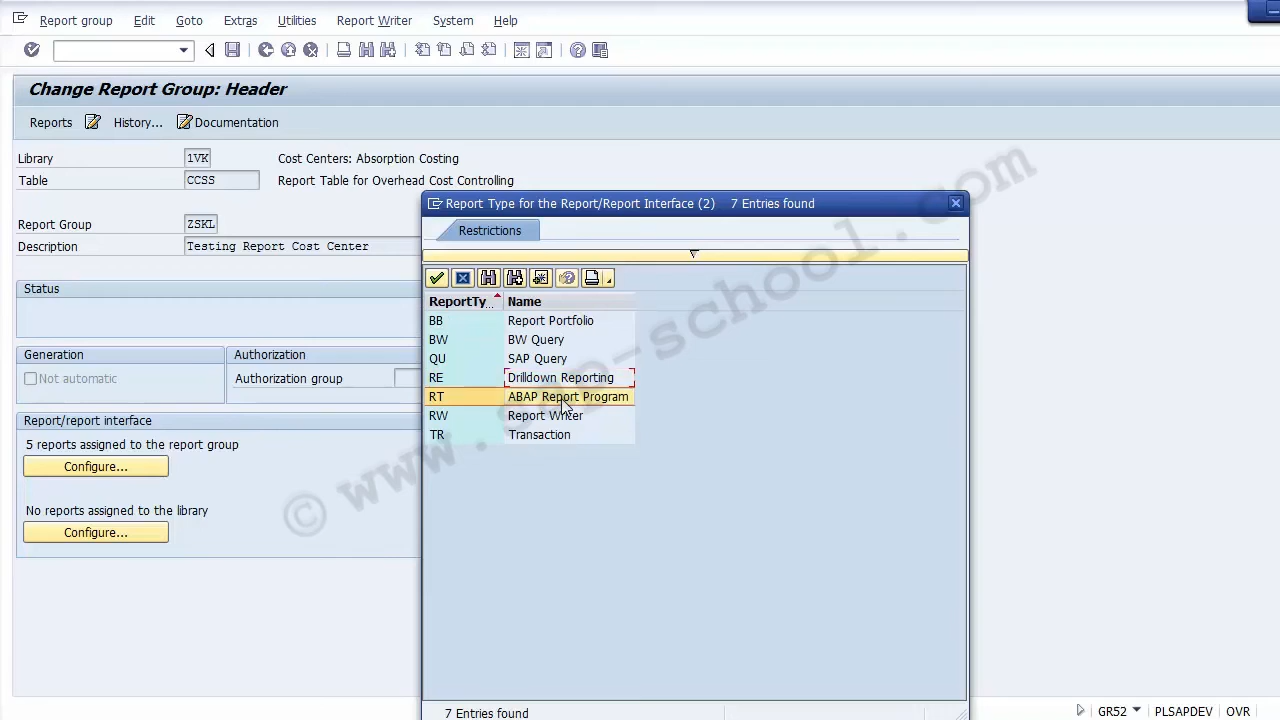 Report group Edit Goto Extras Utilities Report Writer System Help
Change Report Group: Header
Reports History... Documentation
Library 1VK Cost Centers: Absorption Costing
Table CCSS Report Table for Overhead Cost Controlling
Report Group ZSKL
Description Testing Report Cost Center
Status
Generation Authorization
Not automatic Authorization group
Report/report interface
5 reports assigned to the report group
Configure...
No reports assigned to the library
Configure...
Report Type for the Report/Report Interface (2) 7 Entries found
Restrictions
ReportTy.. Name
BB Report Portfolio
BW BW Query
QU SAP Query
RE Drilldown Reporting
RT ABAP Report Program
RW Report Writer
TR Transaction
7 Entries found
© www.sap-school.com
GR52 PLSAPDEV OVR